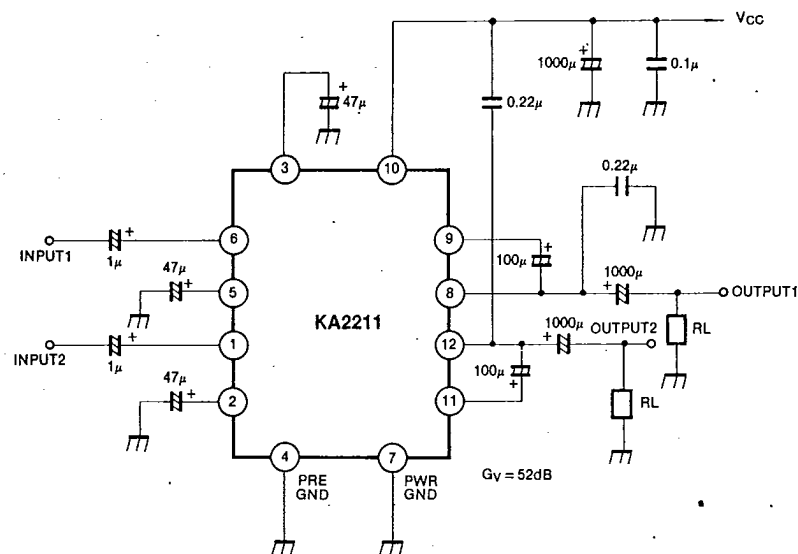 VCC
1000μ
+
0.1μ
+
47μ
0.22μ
3
10
0.22μ
INPUT1
+
1μ
6
9
+
100μ
47μ
+
5
8
1000μ
+
OUTPUT1
KA2211
INPUT2
+
1μ
1
12
1000μ
+
OUTPUT2
RL
47μ
+
2
11
100μ
+
RL
4
PRE
GND
7
PWR
GND
GV = 52dB